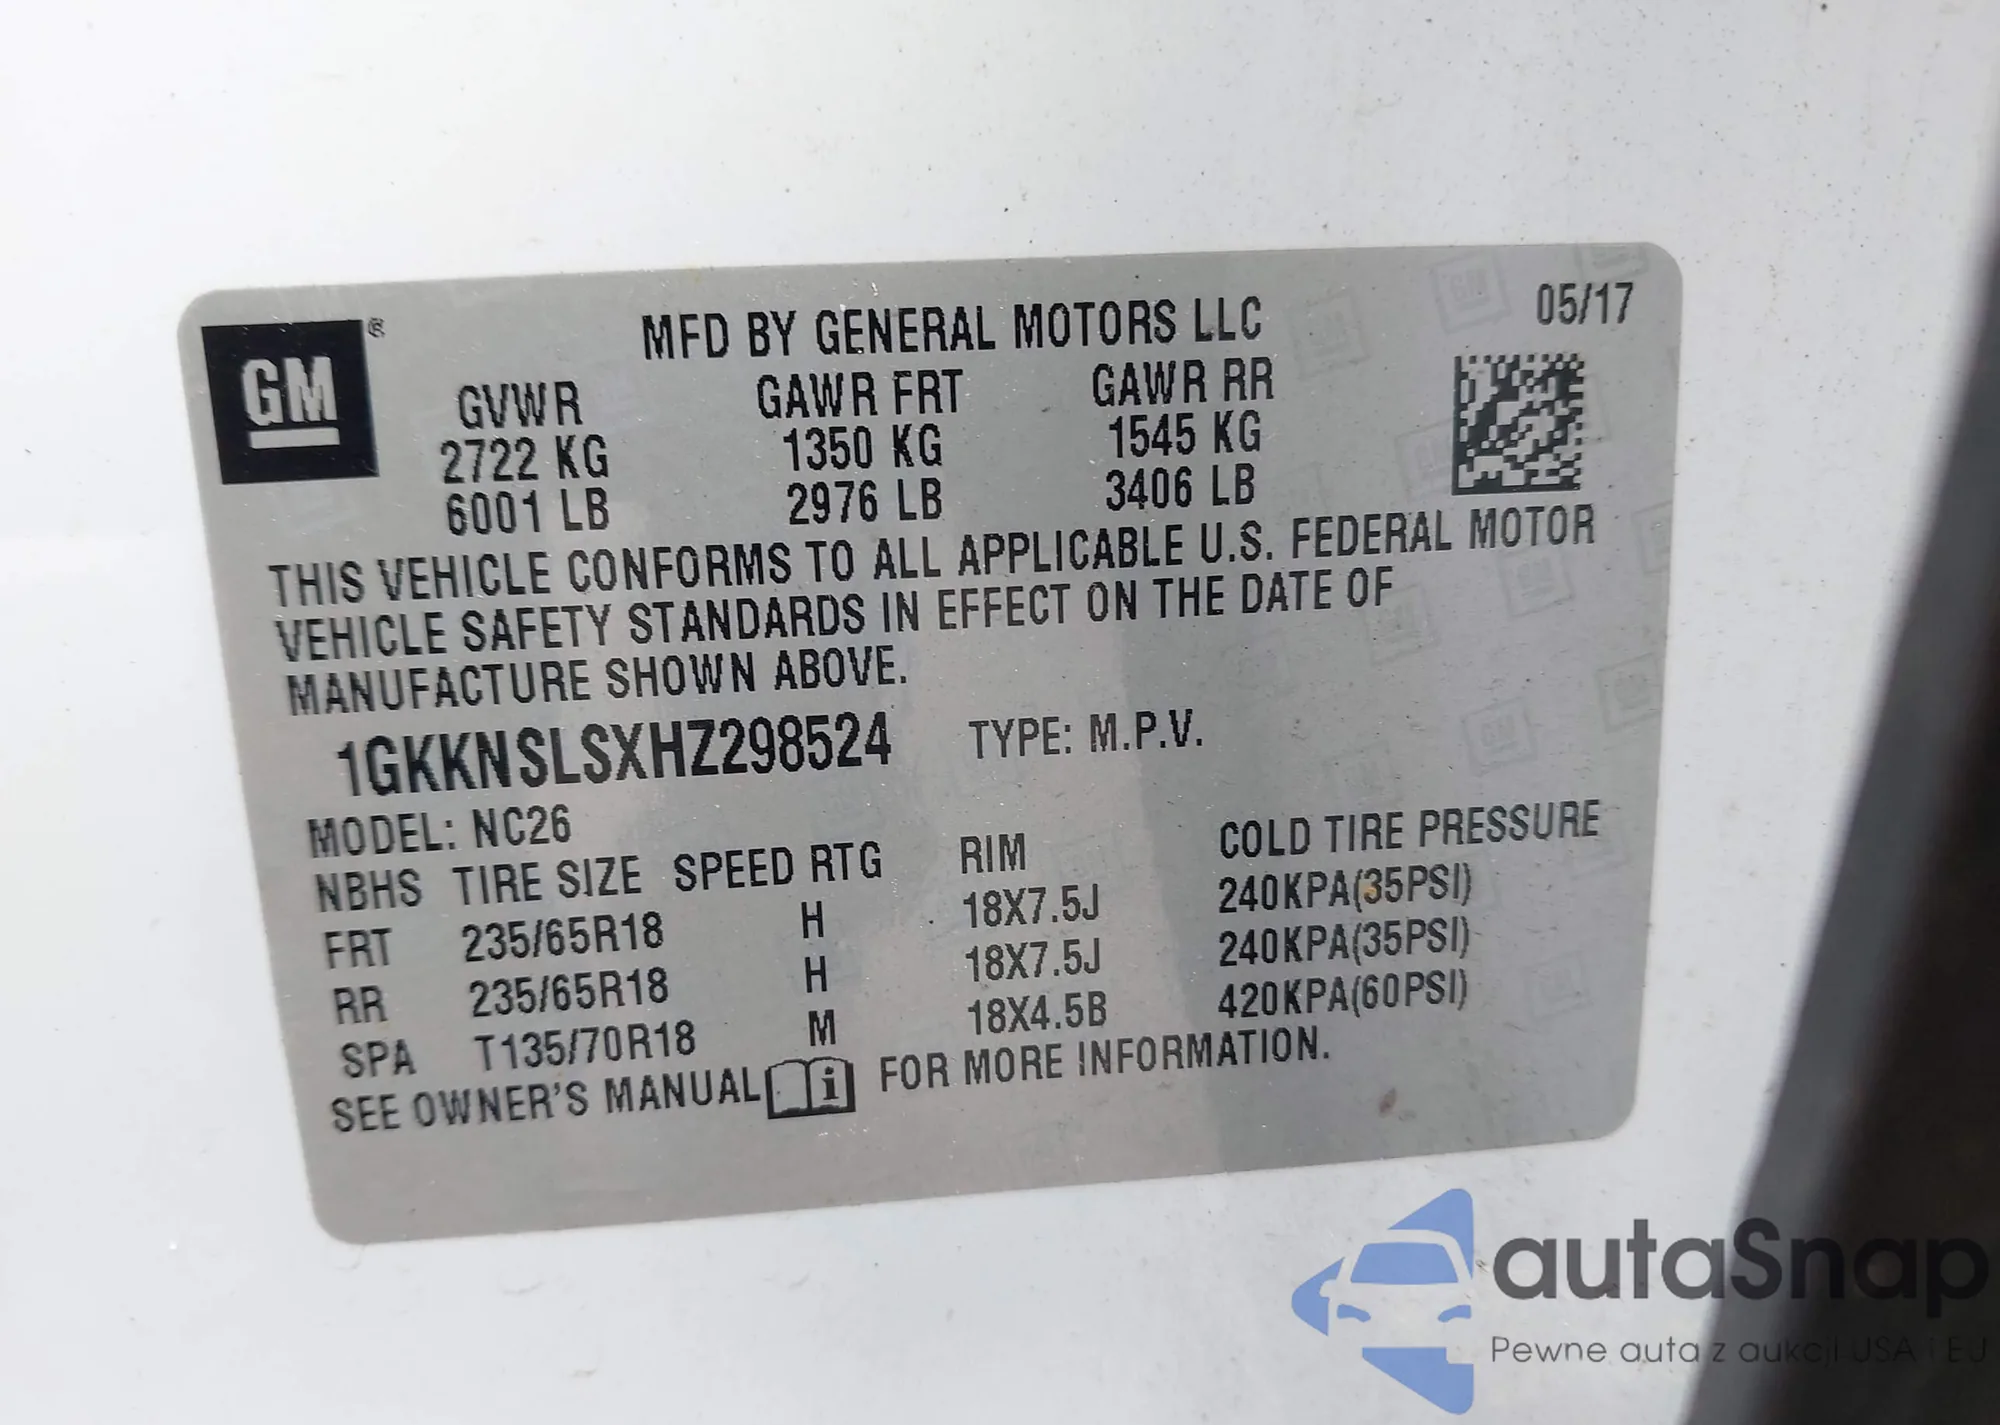 GM®
MFD BY GENERAL MOTORS LLC
05/17
GVWR GAWR FRT GAWR RR
2722 KG 1350 KG 1545 KG
6001 LB 2976 LB 3406 LB
THIS VEHICLE CONFORMS TO ALL APPLICABLE U.S. FEDERAL MOTOR
VEHICLE SAFETY STANDARDS IN EFFECT ON THE DATE OF
MANUFACTURE SHOWN ABOVE.
1GKKNSLSXHZ298524 TYPE: M.P.V.
MODEL: NC26
NBHS TIRE SIZE SPEED RTG RIM COLD TIRE PRESSURE
FRT 235/65R18 H 18X7.5J 240KPA(35PSI)
RR 235/65R18 H 18X7.5J 240KPA(35PSI)
SPA T135/70R18 M 18X4.5B 420KPA(60PSI)
SEE OWNER'S MANUAL i FOR MORE INFORMATION.
autaSnap
Pewne auta z aukcji USA i EU